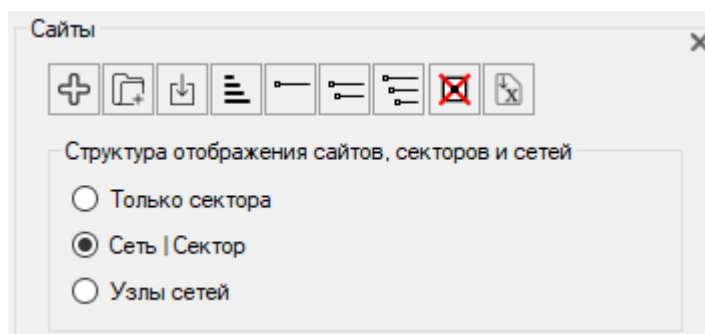 Сайты
Структура отображения сайтов, секторов и сетей
Только сектора
Сеть | Сектор
Узлы сетей